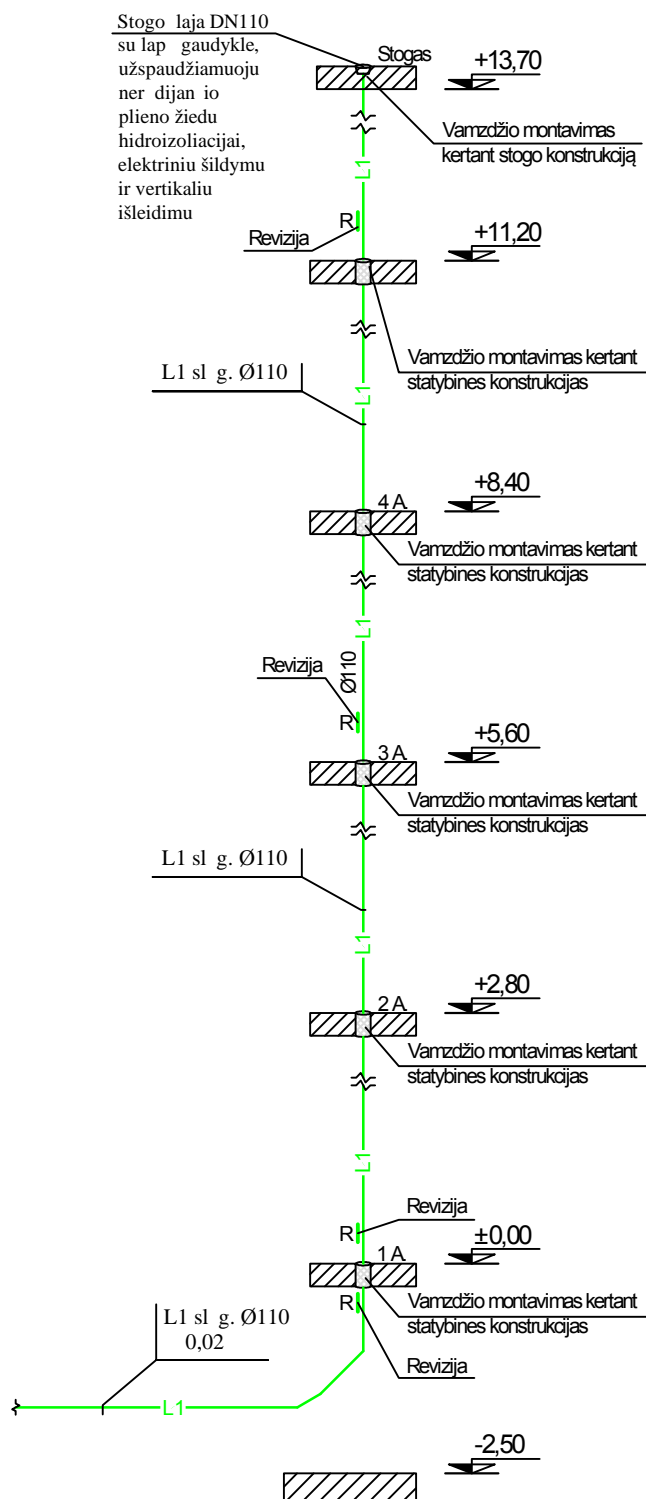 Stogo laja DN110
su lap gaudykle,
užspaudžiamuoju
ner dijan io
plieno žiedu
hidroizoliacijai,
elektriniu šildymu
ir vertikaliu
išleidimu
Stogas
+13,70
Vamzdžio montavimas
kertant stogo konstrukciją
L1
R
Revizija
+11,20
Vamzdžio montavimas kertant
statybines konstrukcijas
L1 sl g. Ø110
L1
+8,40
4 A.
Vamzdžio montavimas kertant
statybines konstrukcijas
L1
Ø110
Revizija
R
+5,60
3 A.
Vamzdžio montavimas kertant
statybines konstrukcijas
L1 sl g. Ø110
L1
+2,80
2 A.
Vamzdžio montavimas kertant
statybines konstrukcijas
L1
Revizija
R
±0,00
1 A.
R
Vamzdžio montavimas kertant
statybines konstrukcijas
Revizija
L1 sl g. Ø110
0,02
L1
-2,50